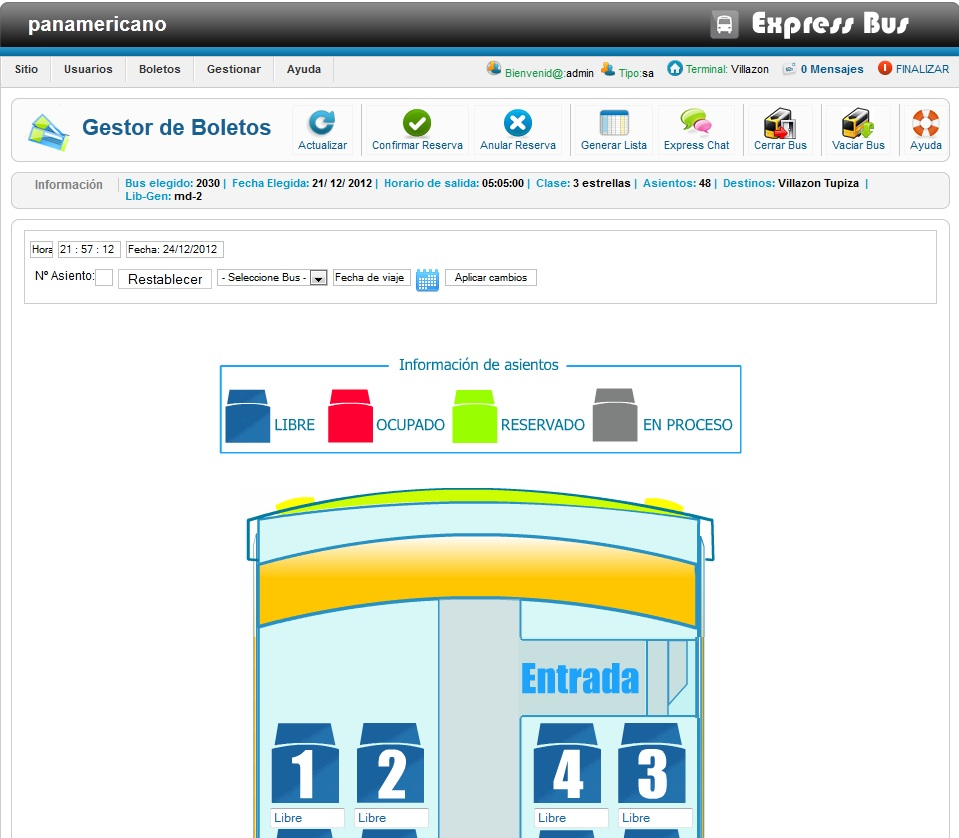 panamericano
Express Bus
Sitio Usuarios Boletos Gestionar Ayuda Bienvenid@:admin Tipo:sa Terminal: Villazon 0 Mensajes FINALIZAR
Gestor de Boletos
Actualizar Confirmar Reserva Anular Reserva Generar Lista Express Chat Cerrar Bus Vaciar Bus Ayuda
Información
Bus elegido: 2030 | Fecha Elegida: 21/ 12/ 2012 | Horario de salida: 05:05:00 | Clase: 3 estrellas | Asientos: 48 | Destinos: Villazon Tupiza |
Lib-Gen: rnd-2
Hora 21 : 57 : 12 Fecha: 24/12/2012
Nº Asiento: Restablecer - Seleccione Bus - Fecha de viaje Aplicar cambios
Información de asientos
LIBRE OCUPADO RESERVADO EN PROCESO
Entrada
1 2 4 3
Libre Libre Libre Libre